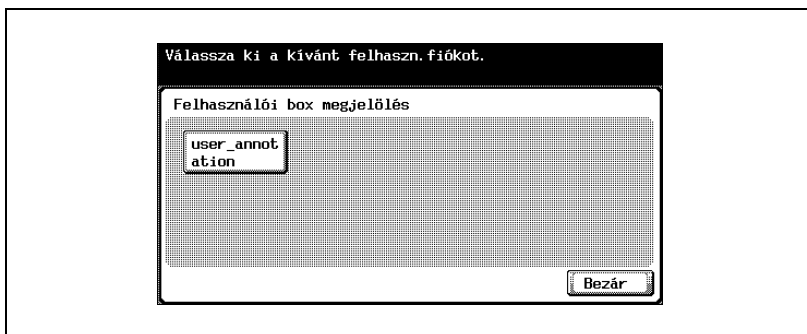 Válassza ki a kívánt felhaszn.fiókot.
Felhasználói box megjelölés
user_annot
ation
Bezár